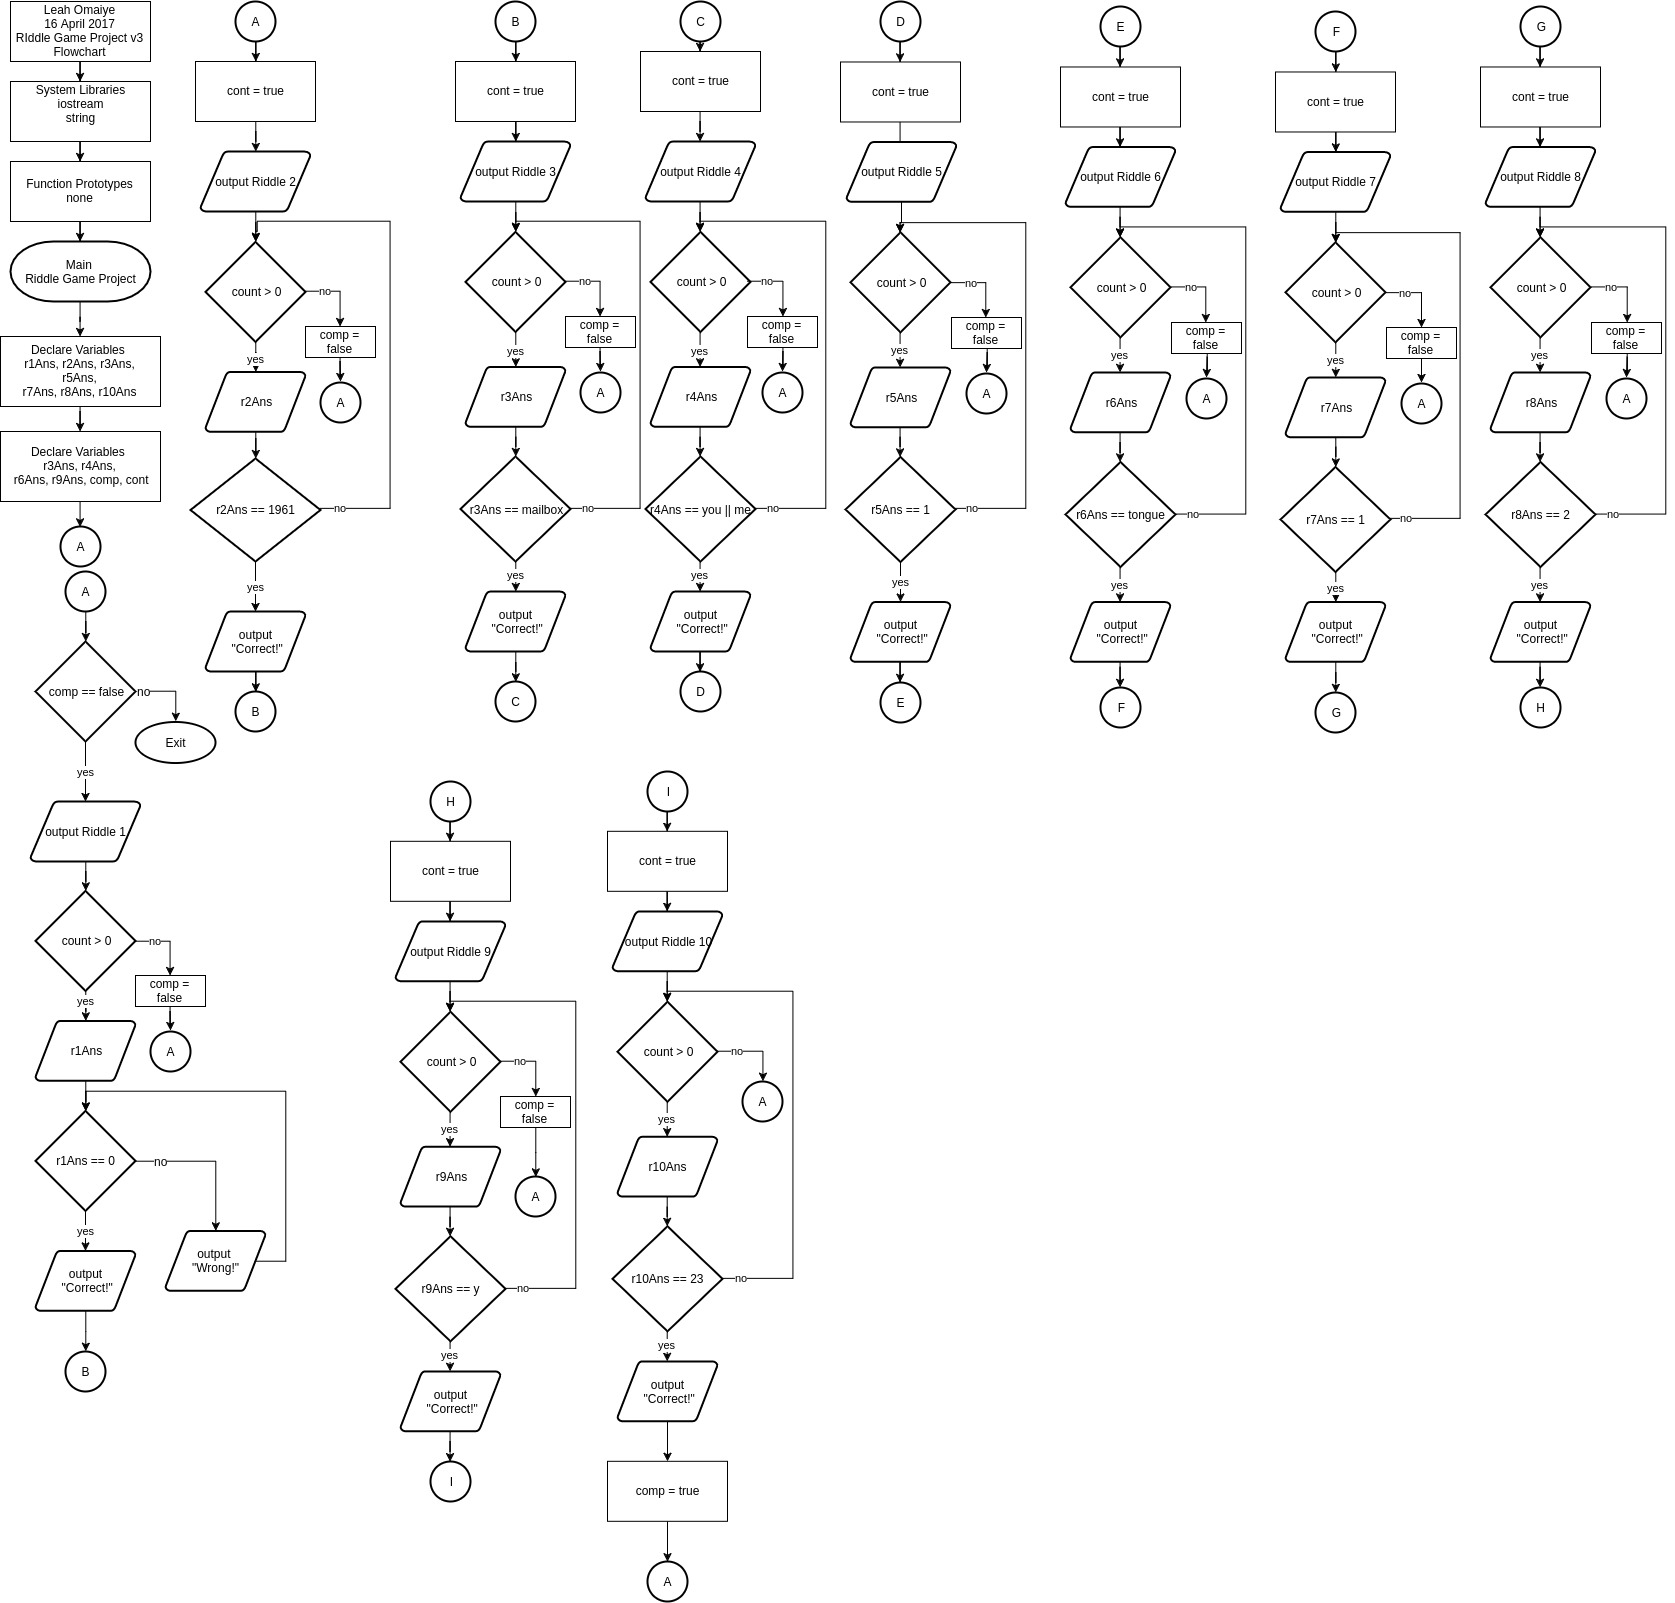 Leah Omaiye
16 April 2017
RIddle Game Project v3
Flowchart
System Libraries
iostream
string
Function Prototypes
none
Main
Riddle Game Project
Declare Variables
r1Ans, r2Ans, r3Ans,
r5Ans,
r7Ans, r8Ans, r10Ans
Declare Variables
r3Ans, r4Ans,
r6Ans, r9Ans, comp, cont
A
A
comp == false
no
Exit
yes
output Riddle 1
count > 0
no
comp =
false
A
yes
r1Ans
r1Ans == 0
no
output
"Wrong!"
yes
output
"Correct!"
B
A
cont = true
output Riddle 2
count > 0
no
comp =
false
A
yes
r2Ans
r2Ans == 1961
no
yes
output
"Correct!"
B
B
cont = true
output Riddle 3
count > 0
no
comp =
false
A
yes
r3Ans
r3Ans == mailbox
no
yes
output
"Correct!"
C
C
cont = true
output Riddle 4
count > 0
no
comp =
false
A
yes
r4Ans
r4Ans == you || me
no
yes
output
"Correct!"
D
D
cont = true
output Riddle 5
count > 0
no
comp =
false
A
yes
r5Ans
r5Ans == 1
no
yes
output
"Correct!"
E
E
cont = true
output Riddle 6
count > 0
no
comp =
false
A
yes
r6Ans
r6Ans == tongue
no
yes
output
"Correct!"
F
F
cont = true
output Riddle 7
count > 0
no
comp =
false
A
yes
r7Ans
r7Ans == 1
no
yes
output
"Correct!"
G
G
cont = true
output Riddle 8
count > 0
no
comp =
false
A
yes
r8Ans
r8Ans == 2
no
yes
output
"Correct!"
H
H
cont = true
output Riddle 9
count > 0
no
comp =
false
A
yes
r9Ans
r9Ans == y
no
yes
output
"Correct!"
I
I
cont = true
output Riddle 10
count > 0
no
A
yes
r10Ans
r10Ans == 23
no
yes
output
"Correct!"
comp = true
A